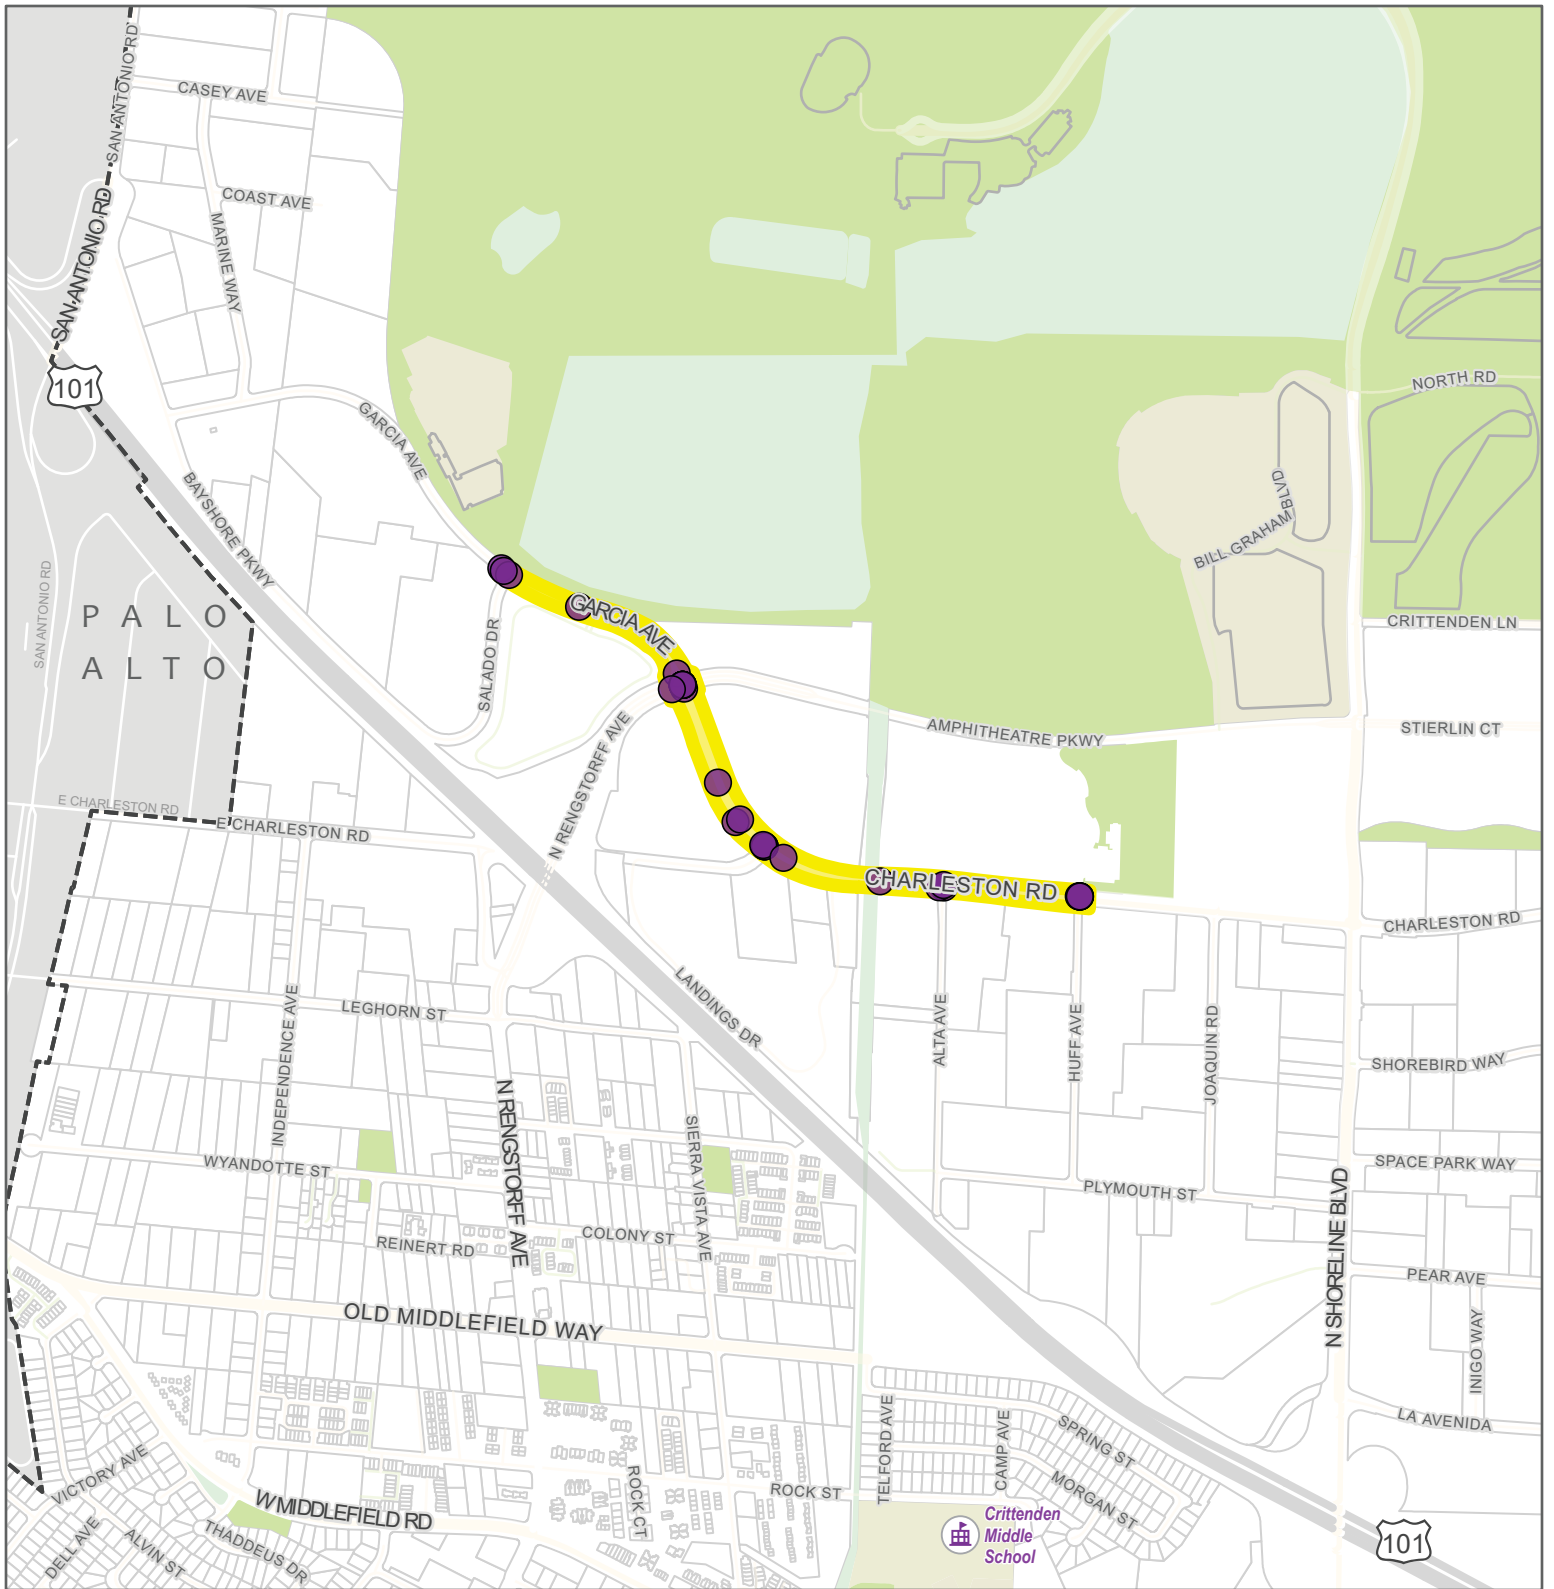 SAN ANTONIO RD
CASEY AVE
COAST AVE
MARINE WAY
SAN ANTONIO RD
101
NORTH RD
GARCIA AVE
BAYSHORE PKWY
BILL GRAHAM BLVD
SAN ANTONIO RD
PALO
ALTO
GARCIA AVE
CRITTENDEN LN
SALADO DR
AMPHITHEATRE PKWY
STIERLIN CT
N RENGSTORFF AVE
E CHARLESTON RD
E CHARLESTON RD
CHARLESTON RD
CHARLESTON RD
LEGHORN ST
LANDINGS DR
INDEPENDENCE AVE
ALTA AVE
HUFF AVE
JOAQUIN RD
SHOREBIRD WAY
N RENGSTORFF AVE
SIERRA VISTA AVE
WYANDOTTE ST
SPACE PARK WAY
PLYMOUTH ST
REINERT RD
COLONY ST
N SHORELINE BLVD
PEAR AVE
OLD MIDDLEFIELD WAY
INIGO WAY
LA AVENIDA
TELFORD AVE
CAMP AVE
SPRING ST
MORGAN ST
VICTORY AVE
ROCK CT
ROCK ST
W MIDDLEFIELD RD
DELL AVE
ALVIN ST
THADDEUS DR
Crittenden
Middle
School
101